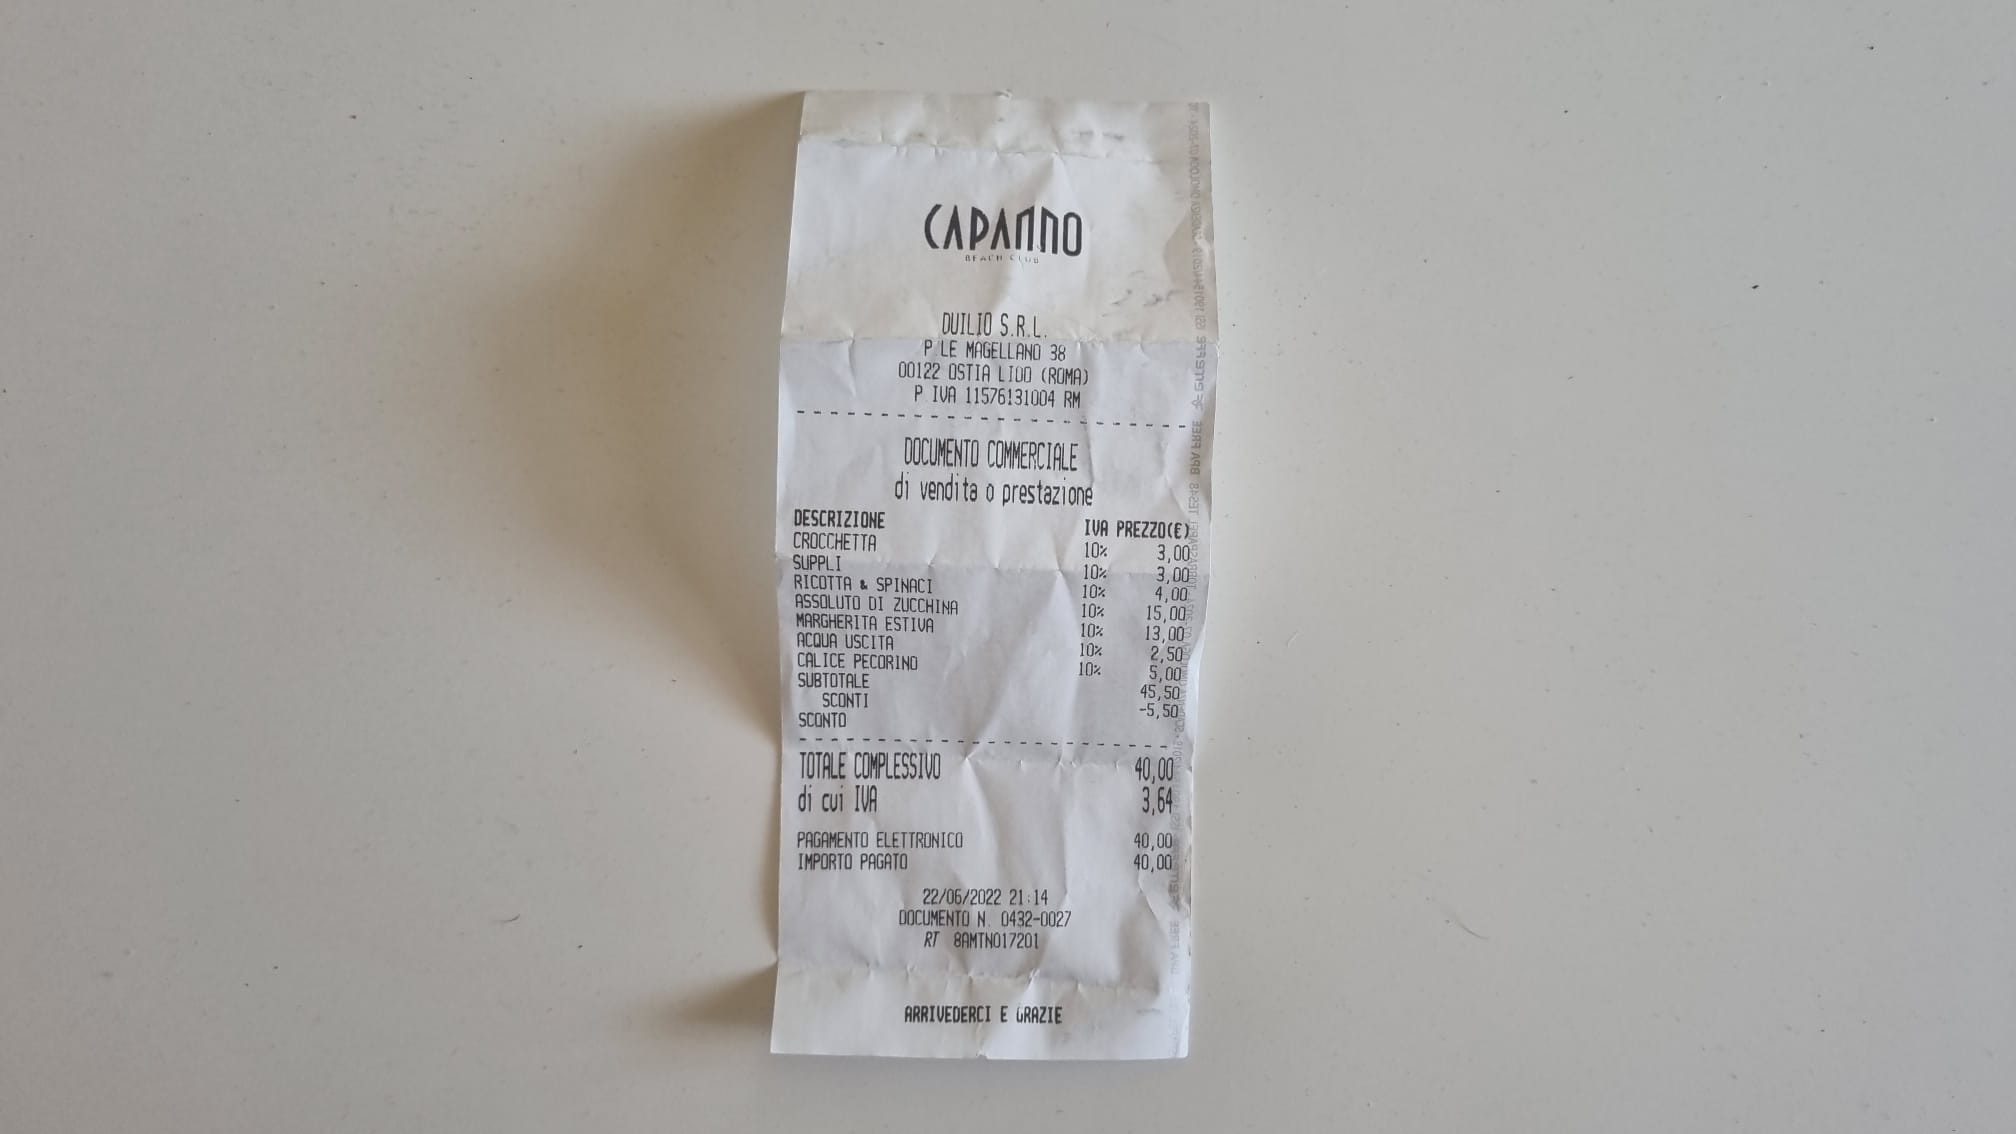 CAPANNO
BEACH CLUB
DUILIO S.R.L.
P LE MAGELLANO 38
00122 OSTIA LIDO (ROMA)
P IVA 11576131004 RM
DOCUMENTO COMMERCIALE
di vendita o prestazione
DESCRIZIONE IVA PREZZO(€)
CROCCHETTA 10% 3,00
SUPPLI 10% 3,00
RICOTTA & SPINACI 10% 4,00
ASSOLUTO DI ZUCCHINA 10% 15,00
MARGHERITA ESTIVA 10% 13,00
ACQUA USCITA 10% 2,50
CALICE PECORINO 10% 5,00
SUBTOTALE 45,50
SCONTI -5,50
SCONTO
TOTALE COMPLESSIVO 40,00
di cui IVA 3,64
PAGAMENTO ELETTRONICO 40,00
IMPORTO PAGATO 40,00
22/06/2022 21:14
DOCUMENTO N. 0432-0027
RT 8AMTN017201
ARRIVEDERCI E GRAZIE
BPA FREE